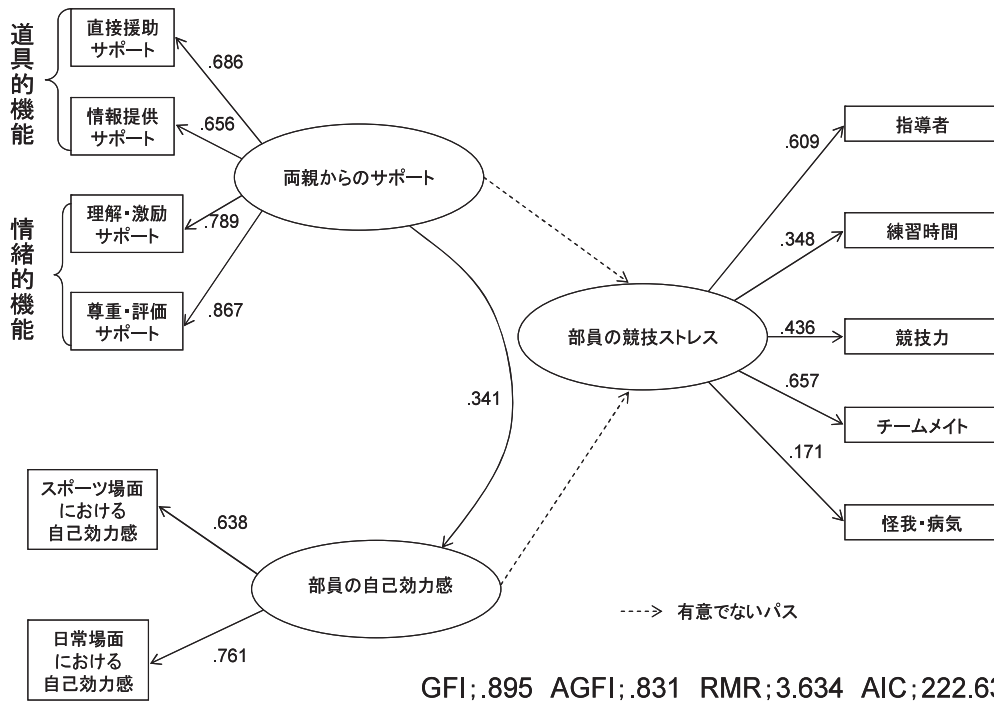 道具的機能
直接援助
サポート
.686
情報提供
サポート
.656
両親からのサポート
情緒的機能
理解・激励
サポート
.789
尊重・評価
サポート
.867
.341
指導者
.609
練習時間
.348
部員の競技ストレス
.436
競技力
.657
チームメイト
.171
怪我・病気
スポーツ場面
における
自己効力感
.638
部員の自己効力感
日常場面
における
自己効力感
.761
有意でないパス
GFI;.895 AGFI;.831 RMR;3.634 AIC;222.63